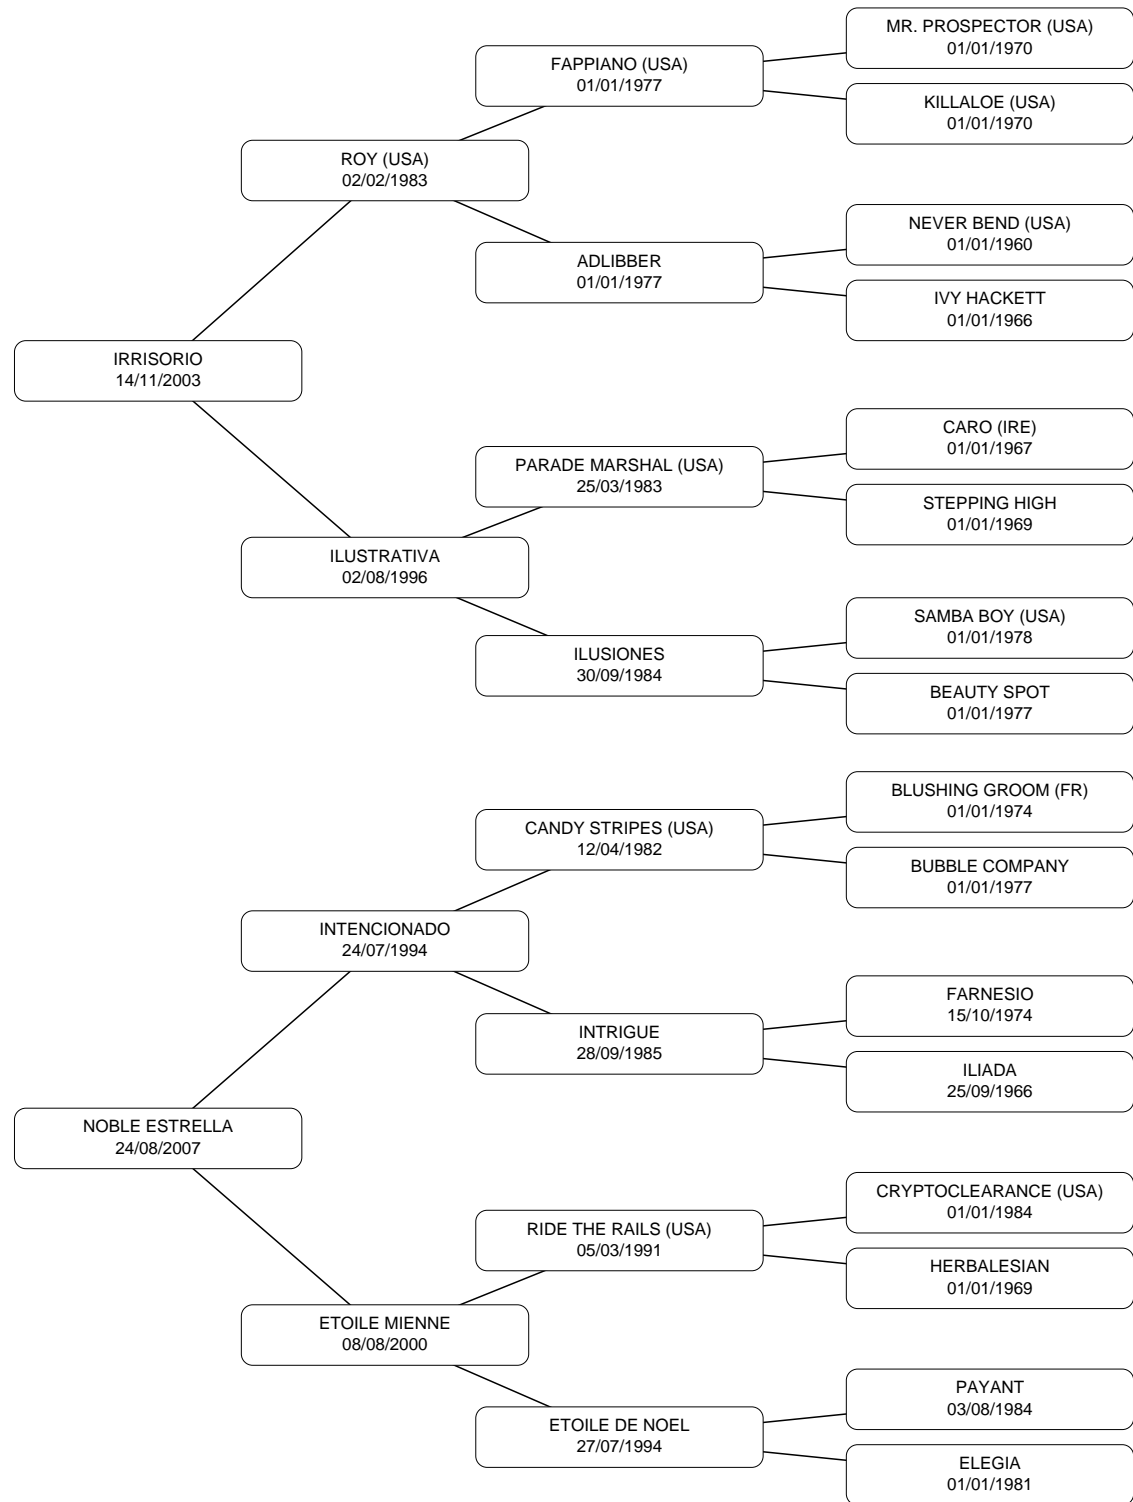 MR. PROSPECTOR (USA)
01/01/1970
FAPPIANO (USA)
01/01/1977
KILLALOE (USA)
01/01/1970
ROY (USA)
02/02/1983
NEVER BEND (USA)
01/01/1960
ADLIBBER
01/01/1977
IVY HACKETT
01/01/1966
IRRISORIO
14/11/2003
CARO (IRE)
01/01/1967
PARADE MARSHAL (USA)
25/03/1983
STEPPING HIGH
01/01/1969
ILUSTRATIVA
02/08/1996
SAMBA BOY (USA)
01/01/1978
ILUSIONES
30/09/1984
BEAUTY SPOT
01/01/1977
BLUSHING GROOM (FR)
01/01/1974
CANDY STRIPES (USA)
12/04/1982
BUBBLE COMPANY
01/01/1977
INTENCIONADO
24/07/1994
FARNESIO
15/10/1974
INTRIGUE
28/09/1985
ILIADA
25/09/1966
NOBLE ESTRELLA
24/08/2007
CRYPTOCLEARANCE (USA)
01/01/1984
RIDE THE RAILS (USA)
05/03/1991
HERBALESIAN
01/01/1969
ETOILE MIENNE
08/08/2000
PAYANT
03/08/1984
ETOILE DE NOEL
27/07/1994
ELEGIA
01/01/1981